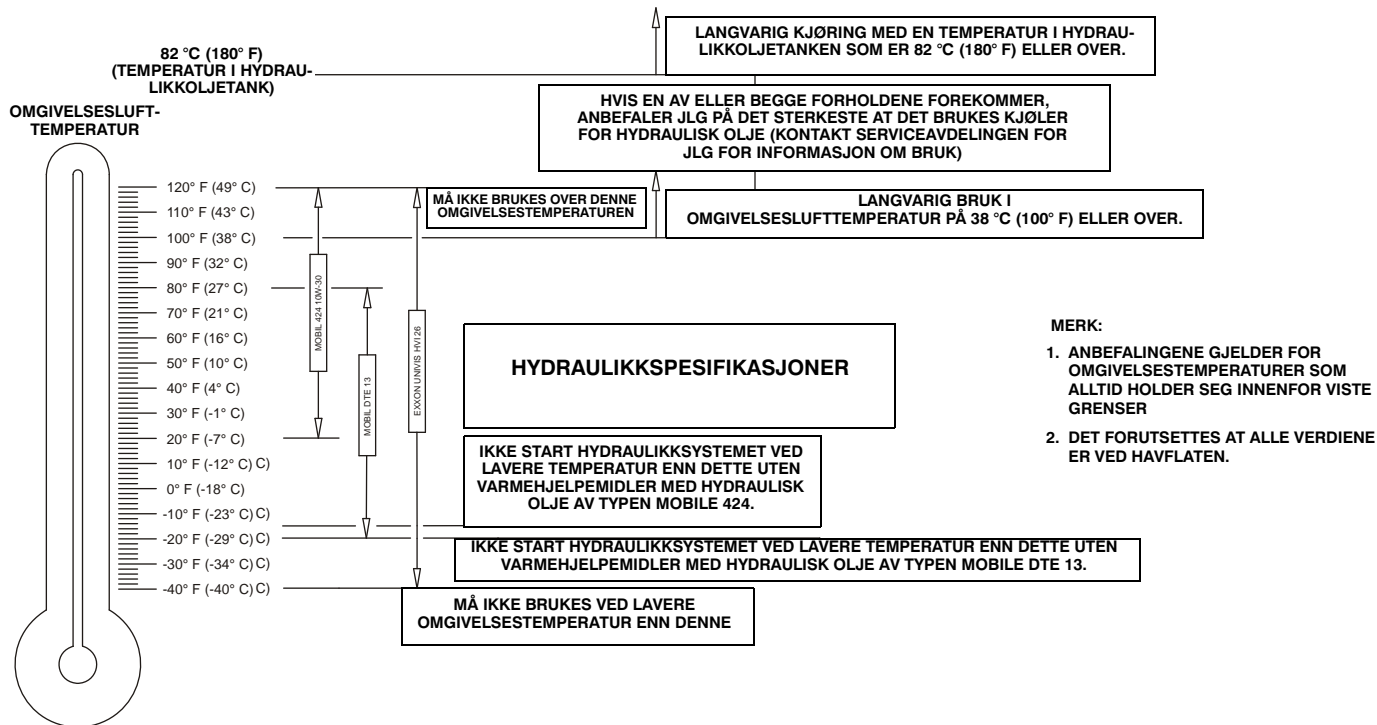 82 °C (180° F)
(TEMPERATUR I HYDRAU-
LIKKOLJETANK)
OMGIVELSESLUFT-
TEMPERATUR
LANGVARIG KJØRING MED EN TEMPERATUR I HYDRAU-
LIKKOLJETANKEN SOM ER 82 °C (180° F) ELLER OVER.
HVIS EN AV ELLER BEGGE FORHOLDENE FOREKOMMER,
ANBEFALER JLG PÅ DET STERKESTE AT DET BRUKES KJØLER
FOR HYDRAULISK OLJE (KONTAKT SERVICEAVDELINGEN FOR
JLG FOR INFORMASJON OM BRUK)
MÅ IKKE BRUKES OVER DENNE
OMGIVELSESTEMPERATUREN
LANGVARIG BRUK I
OMGIVELSESLUFTTEMPERATUR PÅ 38 °C (100° F) ELLER OVER.
120° F (49° C)
110° F (43° C)
100° F (38° C)
90° F (32° C)
80° F (27° C)
70° F (21° C)
60° F (16° C)
50° F (10° C)
40° F (4° C)
30° F (-1° C)
20° F (-7° C)
10° F (-12° C) C)
0° F (-18° C)
-10° F (-23° C) C)
-20° F (-29° C) C)
-30° F (-34° C) C)
-40° F (-40° C) C)
MOBIL 424 10W-30
MOBIL DTE 13
EXXON UNIVIS HVI26
HYDRAULIKKSPESIFIKASJONER
IKKE START HYDRAULIKKSYSTEMET VED
LAVERE TEMPERATUR ENN DETTE UTEN
VARMEHJELPEMIDLER MED HYDRAULISK
OLJE AV TYPEN MOBILE 424.
IKKE START HYDRAULIKKSYSTEMET VED LAVERE TEMPERATUR ENN DETTE UTEN
VARMEHJELPEMIDLER MED HYDRAULISK OLJE AV TYPEN MOBILE DTE 13.
MÅ IKKE BRUKES VED LAVERE
OMGIVELSESTEMPERATUR ENN DENNE
MERK:
1. ANBEFALINGENE GJELDER FOR
OMGIVELSESTEMPERATURER SOM
ALLTID HOLDER SEG INNENFOR VISTE
GRENSER
2. DET FORUTSETTES AT ALLE VERDIENE
ER VED HAVFLATEN.